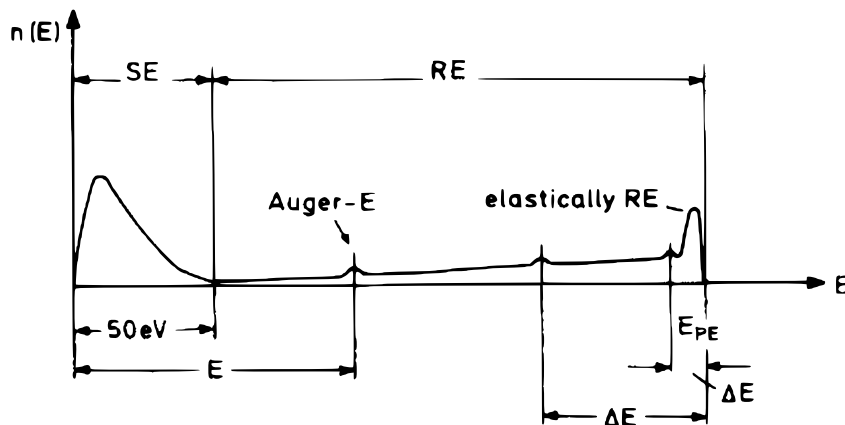 n(E)
SE
RE
Auger-E
elastically RE
E
50eV
E_PE
E
ΔE
ΔE